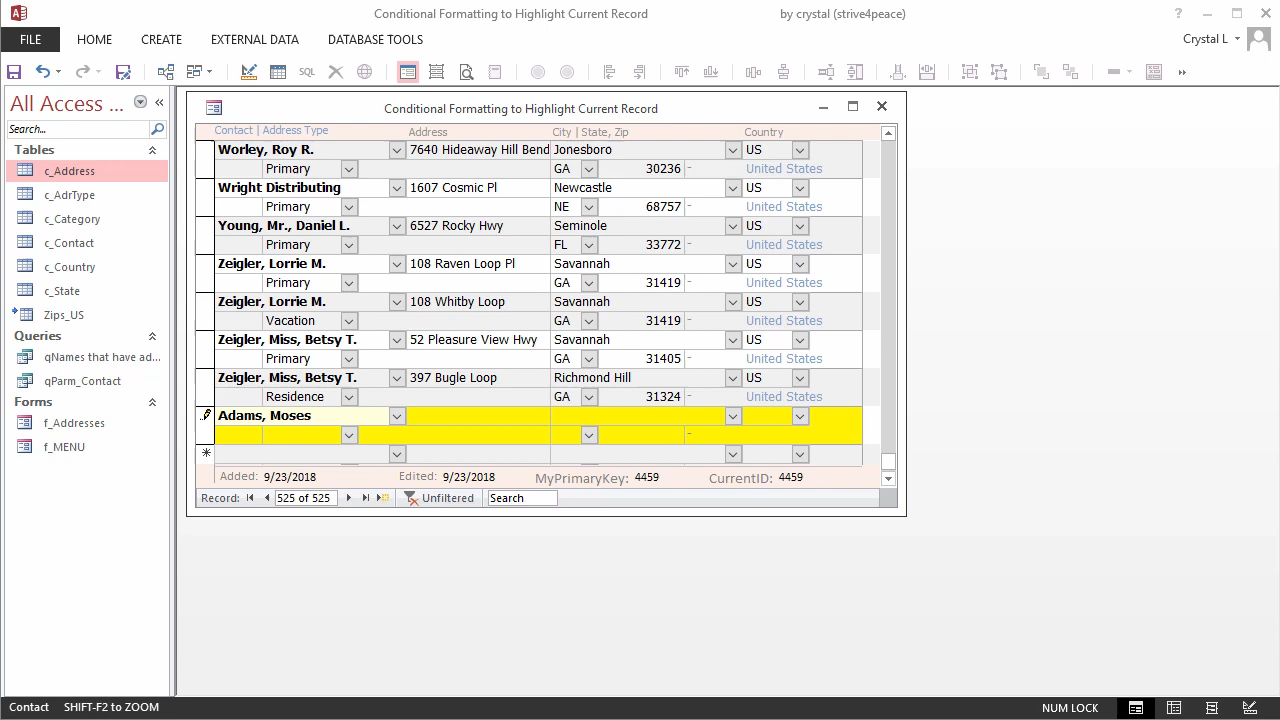 Conditional Formatting to Highlight Current Record by crystal (strive4peace) ?
FILE HOME CREATE EXTERNAL DATA DATABASE TOOLS Crystal L
SQL
All Access ... «
Search...
Tables
c_Address
c_AdrType
c_Category
c_Contact
c_Country
c_State
Zips_US
Queries
qNames that have ad...
qParm_Contact
Forms
f_Addresses
f_MENU
Conditional Formatting to Highlight Current Record
Contact | Address Type Address City | State, Zip Country
Worley, Roy R. 7640 Hideaway Hill Bend Jonesboro US
Primary GA 30236 - United States
Wright Distributing 1607 Cosmic Pl Newcastle US
Primary NE 68757 - United States
Young, Mr., Daniel L. 6527 Rocky Hwy Seminole US
Primary FL 33772 - United States
Zeigler, Lorrie M. 108 Raven Loop Pl Savannah US
Primary GA 31419 - United States
Zeigler, Lorrie M. 108 Whitby Loop Savannah US
Vacation GA 31419 - United States
Zeigler, Miss, Betsy T. 52 Pleasure View Hwy Savannah US
Primary GA 31405 - United States
Zeigler, Miss, Betsy T. 397 Bugle Loop Richmond Hill US
Residence GA 31324 - United States
Adams, Moses
-
Added: 9/23/2018 Edited: 9/23/2018 MyPrimaryKey: 4459 CurrentID: 4459
Record: 525 of 525 Unfiltered Search
Contact SHIFT-F2 to ZOOM NUM LOCK